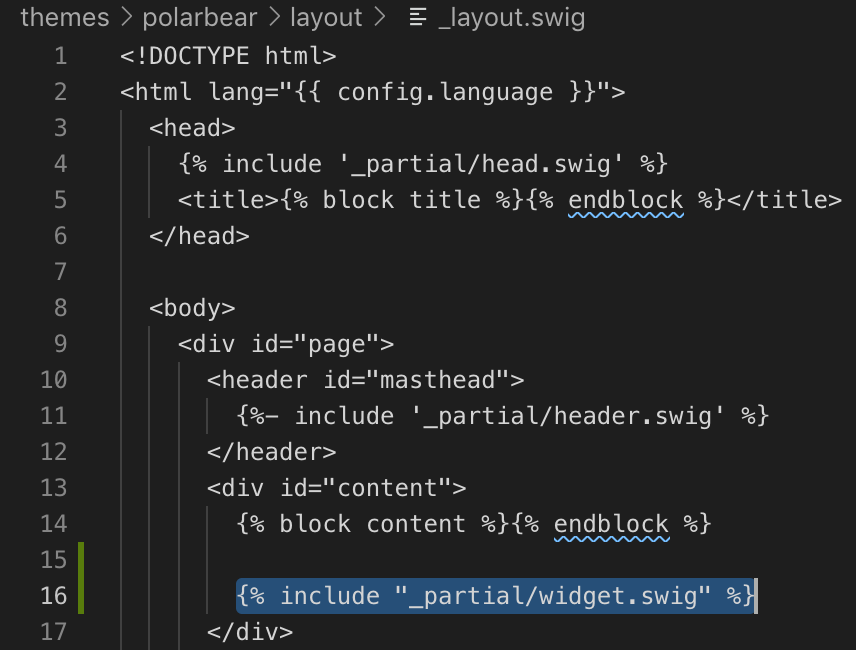 themes > polarbear > layout > _layout.swig
1 <!DOCTYPE html>
2 <html lang="{{ config.language }}">
3 <head>
4 {% include '_partial/head.swig' %}
5 <title>{% block title %}{% endblock %}</title>
6 </head>
7
8 <body>
9 <div id="page">
10 <header id="masthead">
11 {%- include '_partial/header.swig' %}
12 </header>
13 <div id="content">
14 {% block content %}{% endblock %}
15
16 {% include "_partial/widget.swig" %}
17 </div>